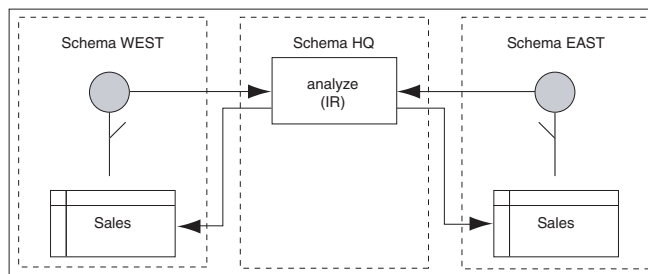 Schema WEST
Schema HQ
Schema EAST
analyze
(IR)
Sales
Sales